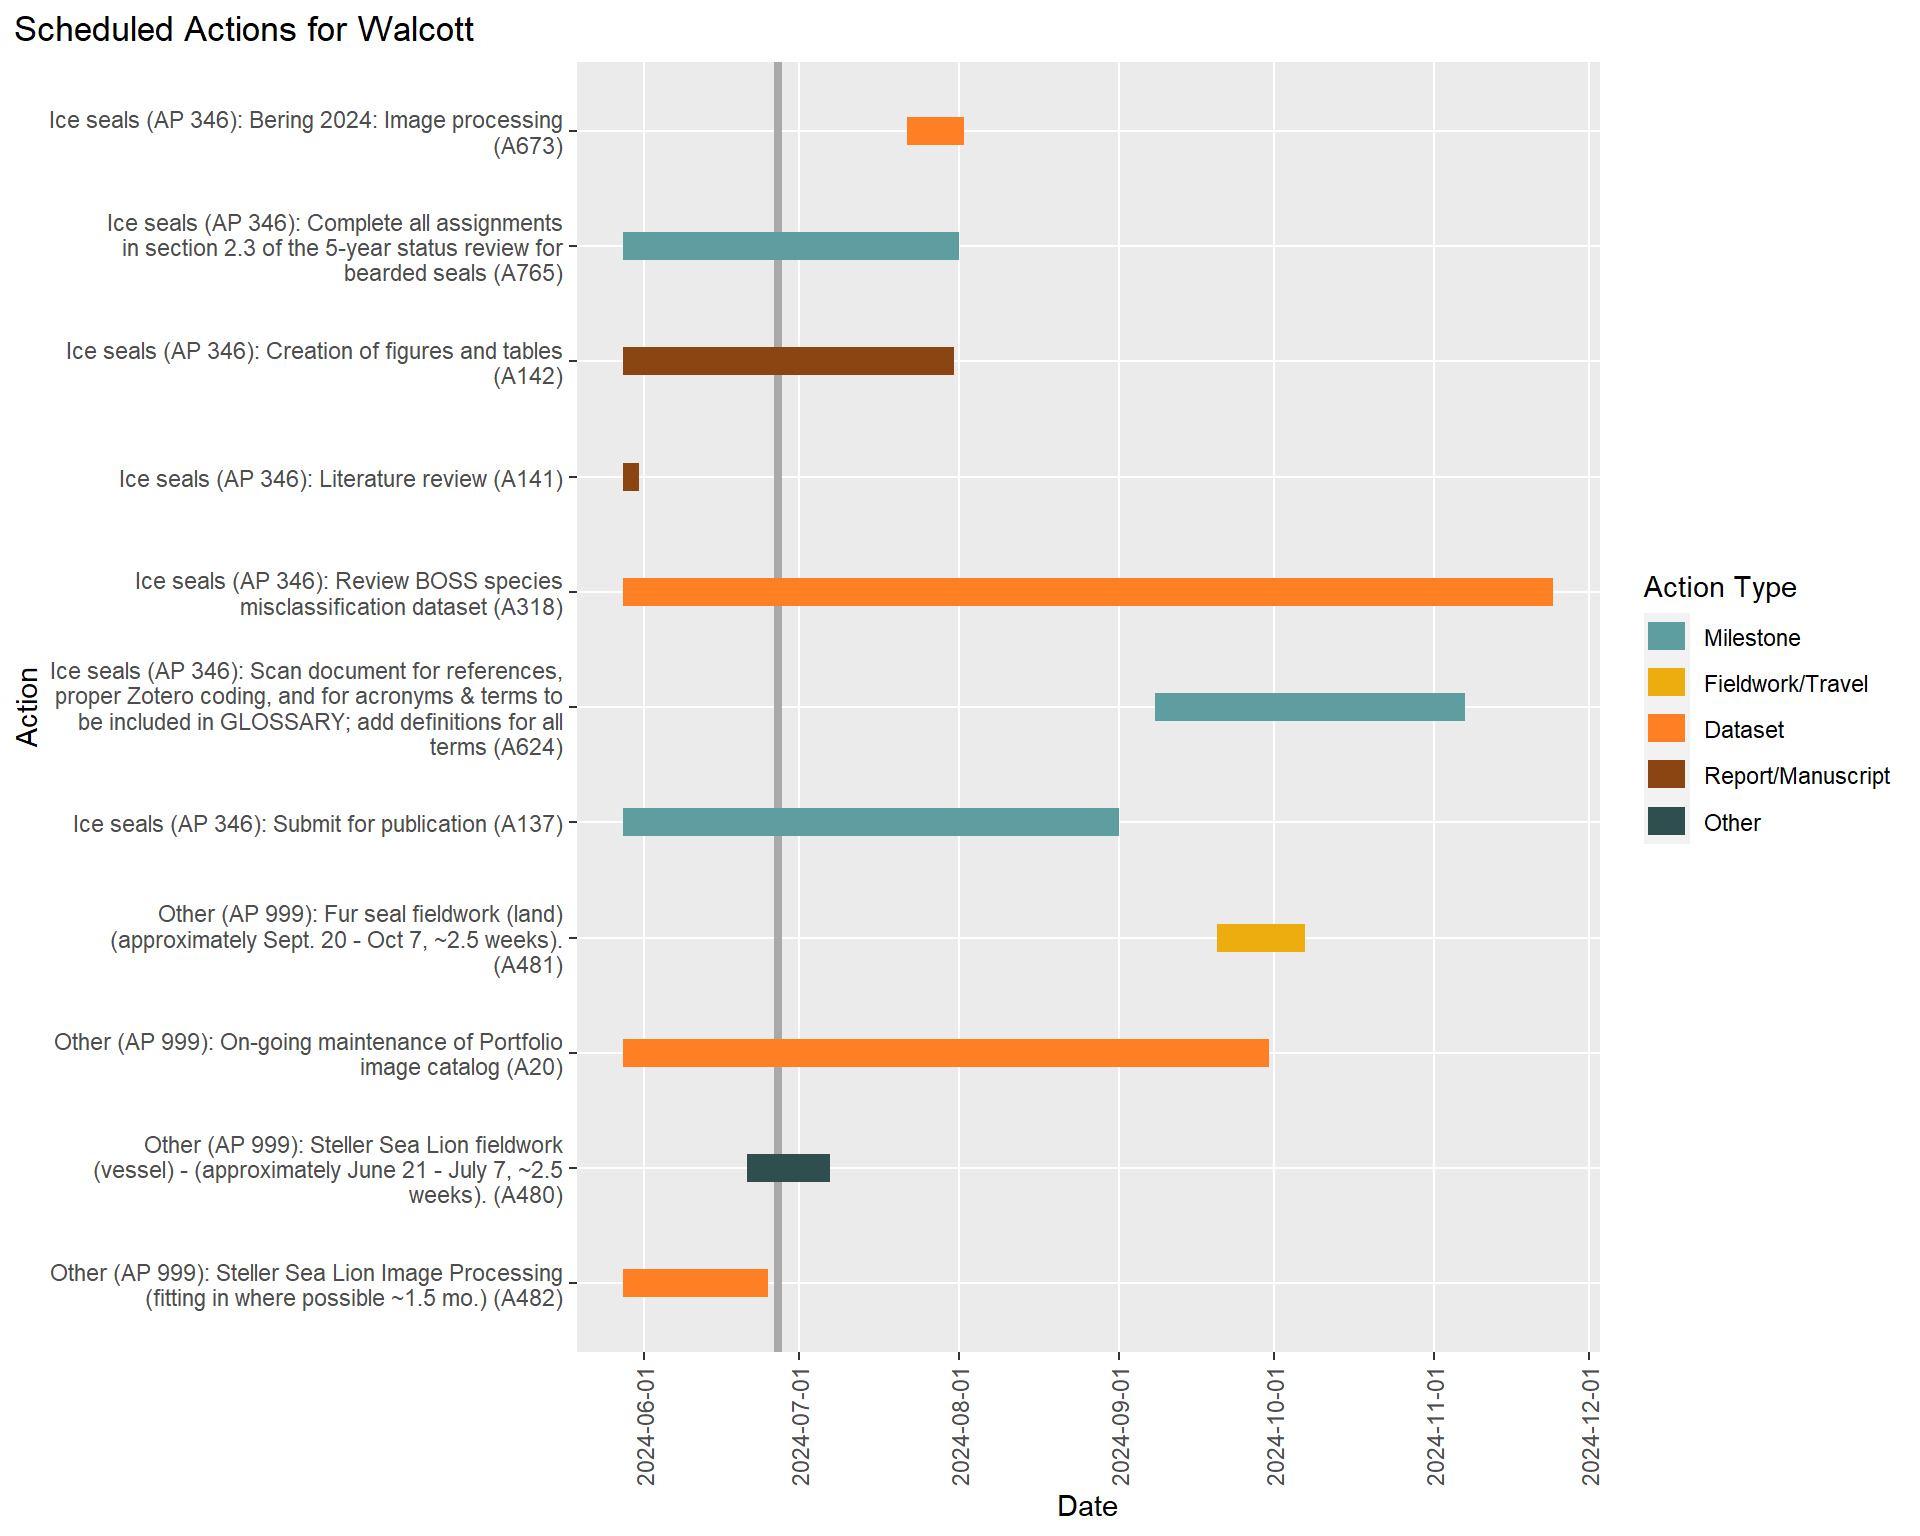 Scheduled Actions for Walcott
Ice seals (AP 346): Bering 2024: Image processing
(A673)
Ice seals (AP 346): Complete all assignments
in section 2.3 of the 5-year status review for
bearded seals (A765)
Ice seals (AP 346): Creation of figures and tables
(A142)
Ice seals (AP 346): Literature review (A141)
Ice seals (AP 346): Review BOSS species
misclassification dataset (A318)
Ice seals (AP 346): Scan document for references,
proper Zotero coding, and for acronyms & terms to
be included in GLOSSARY; add definitions for all
terms (A624)
Ice seals (AP 346): Submit for publication (A137)
Other (AP 999): Fur seal fieldwork (land)
(approximately Sept. 20 - Oct 7, ~2.5 weeks).
(A481)
Other (AP 999): On-going maintenance of Portfolio
image catalog (A20)
Other (AP 999): Steller Sea Lion fieldwork
(vessel) - (approximately June 21 - July 7, ~2.5
weeks). (A480)
Other (AP 999): Steller Sea Lion Image Processing
(fitting in where possible ~1.5 mo.) (A482)
Action
2024-06-01
2024-07-01
2024-08-01
2024-09-01
2024-10-01
2024-11-01
2024-12-01
Date
Action Type
Milestone
Fieldwork/Travel
Dataset
Report/Manuscript
Other